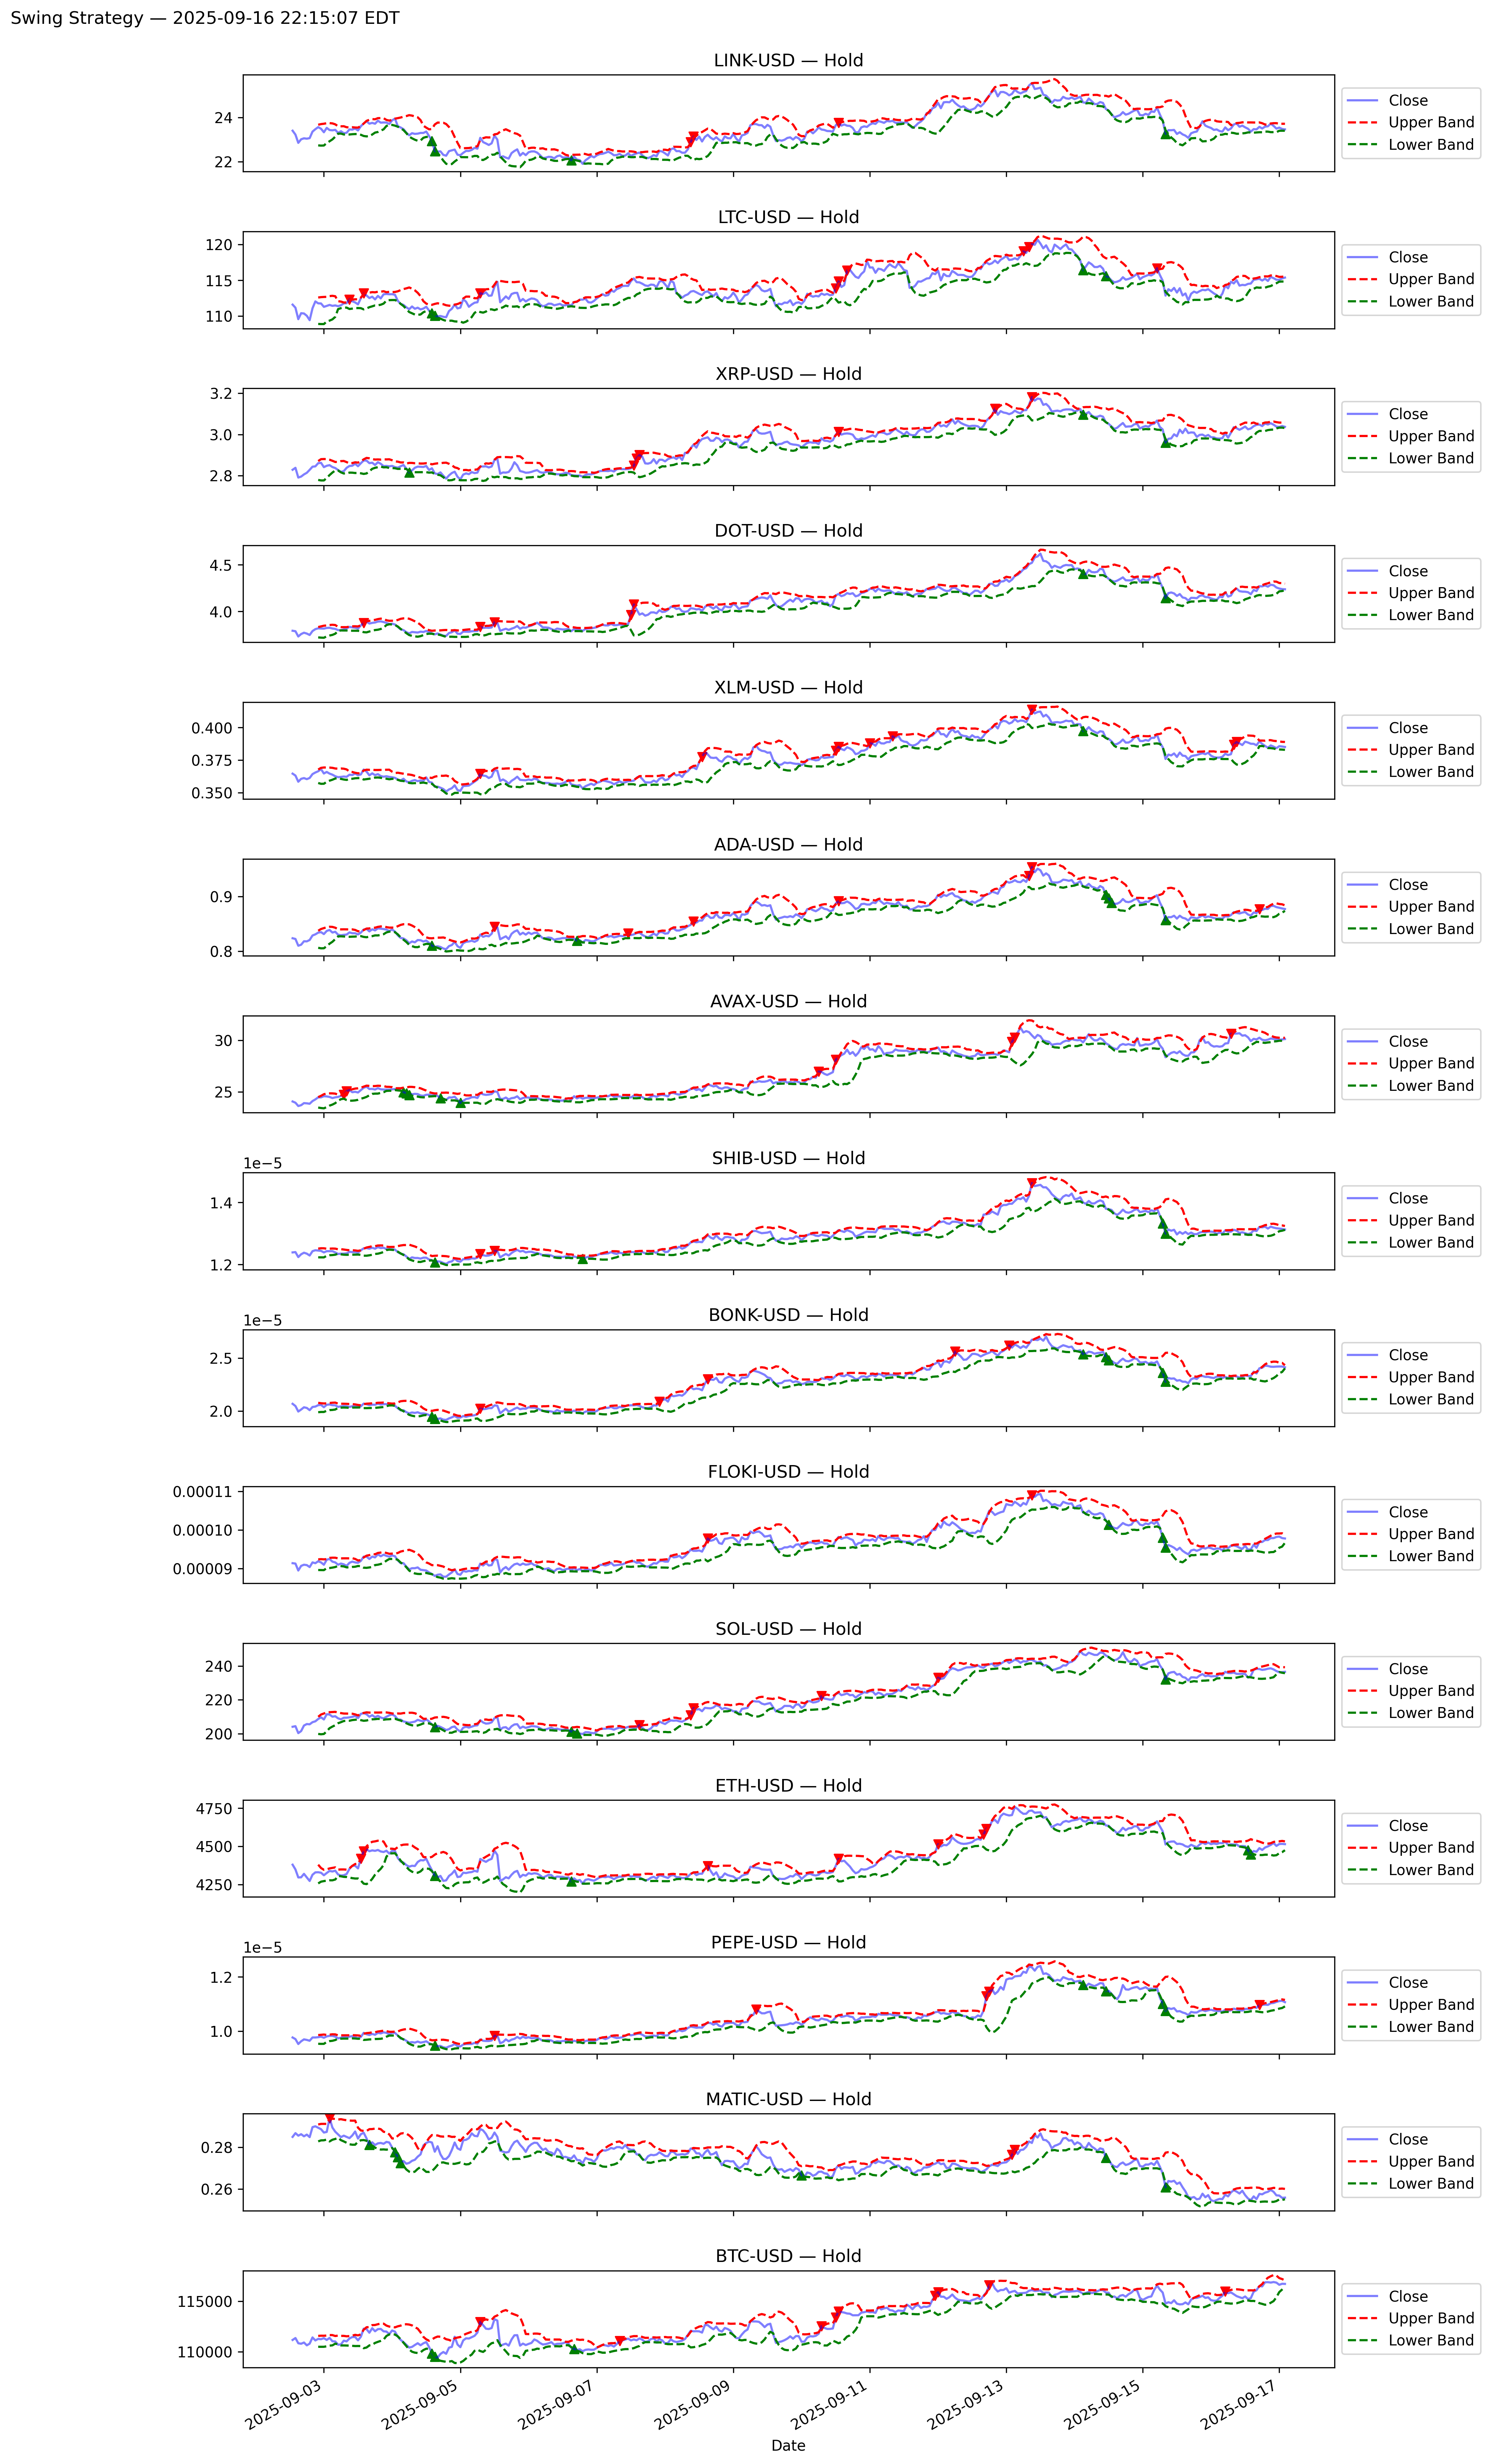 Swing Strategy — 2025-09-16 22:15:07 EDT
LINK-USD — Hold
24
22
Close
Upper Band
Lower Band
LTC-USD — Hold
120
115
110
Close
Upper Band
Lower Band
XRP-USD — Hold
3.2
3.0
2.8
Close
Upper Band
Lower Band
DOT-USD — Hold
4.5
4.0
Close
Upper Band
Lower Band
XLM-USD — Hold
0.400
0.375
0.350
Close
Upper Band
Lower Band
ADA-USD — Hold
0.9
0.8
Close
Upper Band
Lower Band
AVAX-USD — Hold
30
25
Close
Upper Band
Lower Band
SHIB-USD — Hold
1e−5
1.4
1.2
Close
Upper Band
Lower Band
BONK-USD — Hold
1e−5
2.5
2.0
Close
Upper Band
Lower Band
FLOKI-USD — Hold
0.00011
0.00010
0.00009
Close
Upper Band
Lower Band
SOL-USD — Hold
240
220
200
Close
Upper Band
Lower Band
ETH-USD — Hold
4750
4500
4250
Close
Upper Band
Lower Band
PEPE-USD — Hold
1e−5
1.2
1.0
Close
Upper Band
Lower Band
MATIC-USD — Hold
0.28
0.26
Close
Upper Band
Lower Band
BTC-USD — Hold
115000
110000
Close
Upper Band
Lower Band
2025-09-03
2025-09-05
2025-09-07
2025-09-09
2025-09-11
2025-09-13
2025-09-15
2025-09-17
Date